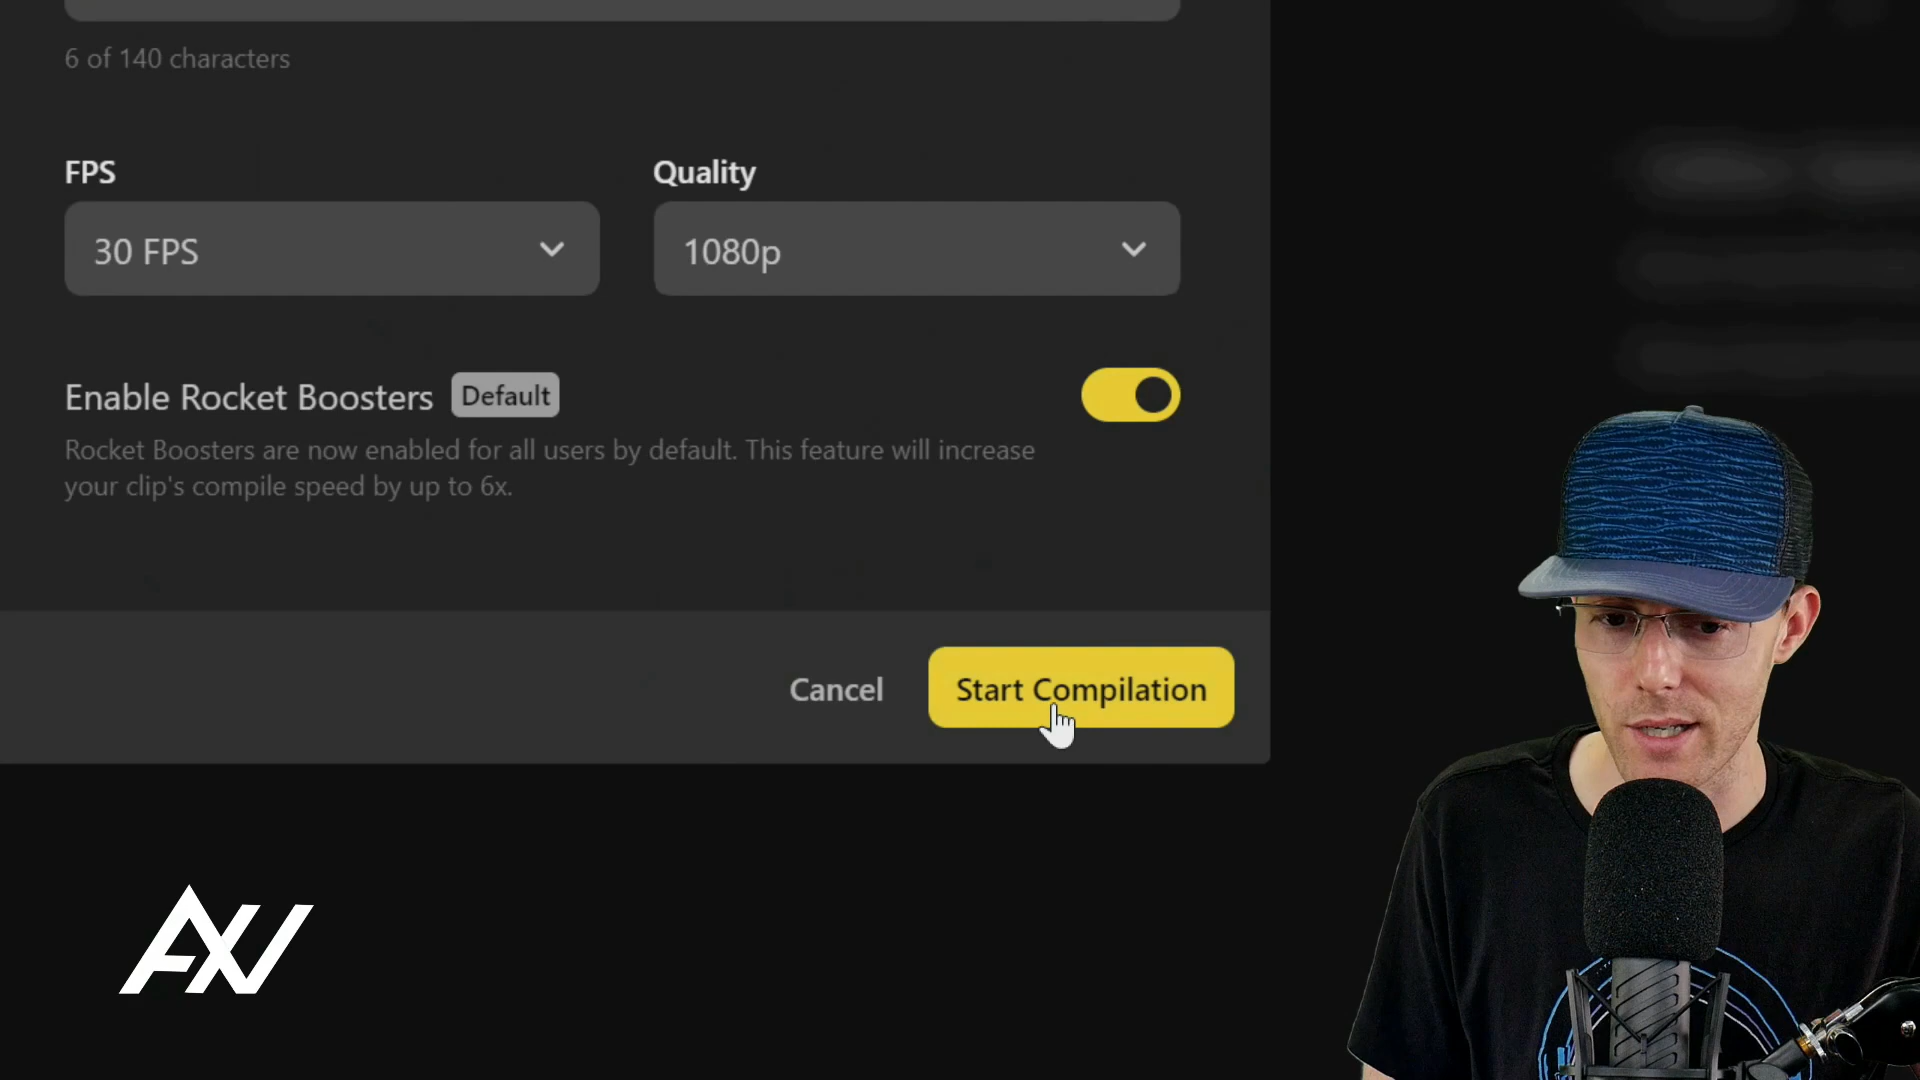 6 of 140 characters
FPS
Quality
30 FPS
1080p
Enable Rocket Boosters
Default
Rocket Boosters are now enabled for all users by default. This feature will increase
your clip's compile speed by up to 6x.
Cancel
Start Compilation